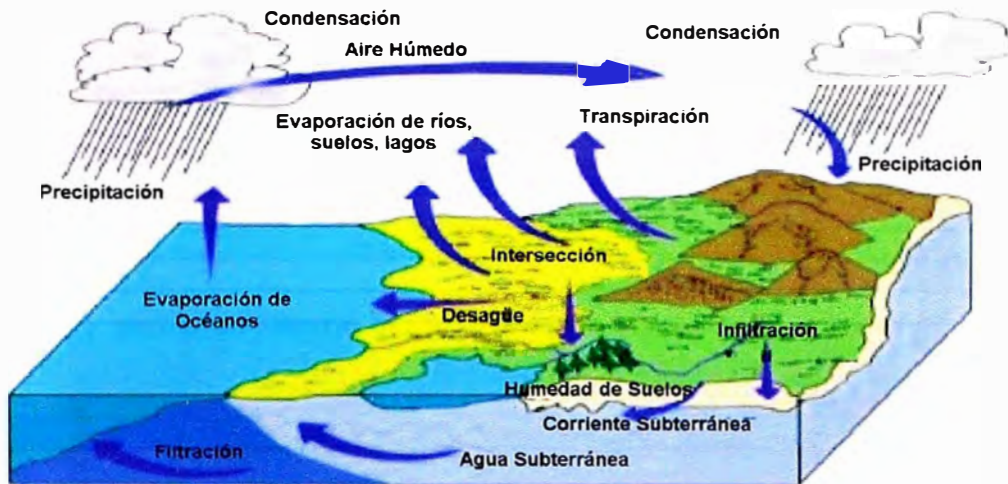 Condensación
Condensación
Aire Húmedo
Evaporación de ríos,
suelos, lagos
Transpiración
Precipitación
Precipitación
Intersección
Evaporación de
Océanos
Desagüe
Infiltración
Humedad de Suelos
Corriente Subterránea
Filtración
Agua Subterránea